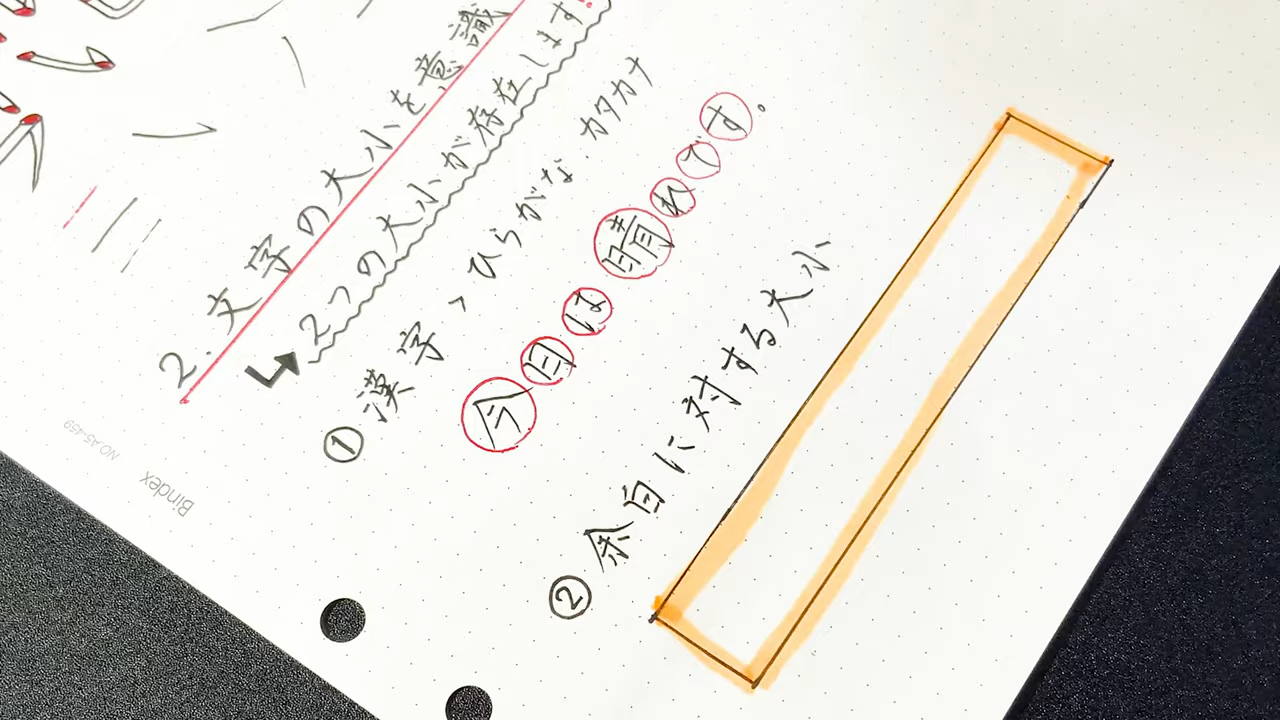 2. 文字の大小を意識
2つの大小が存在します!
① 漢字 > ひらがな・カタカナ
今日は晴れです。
② 余白に対する大小
Bindex
NO.A5-459